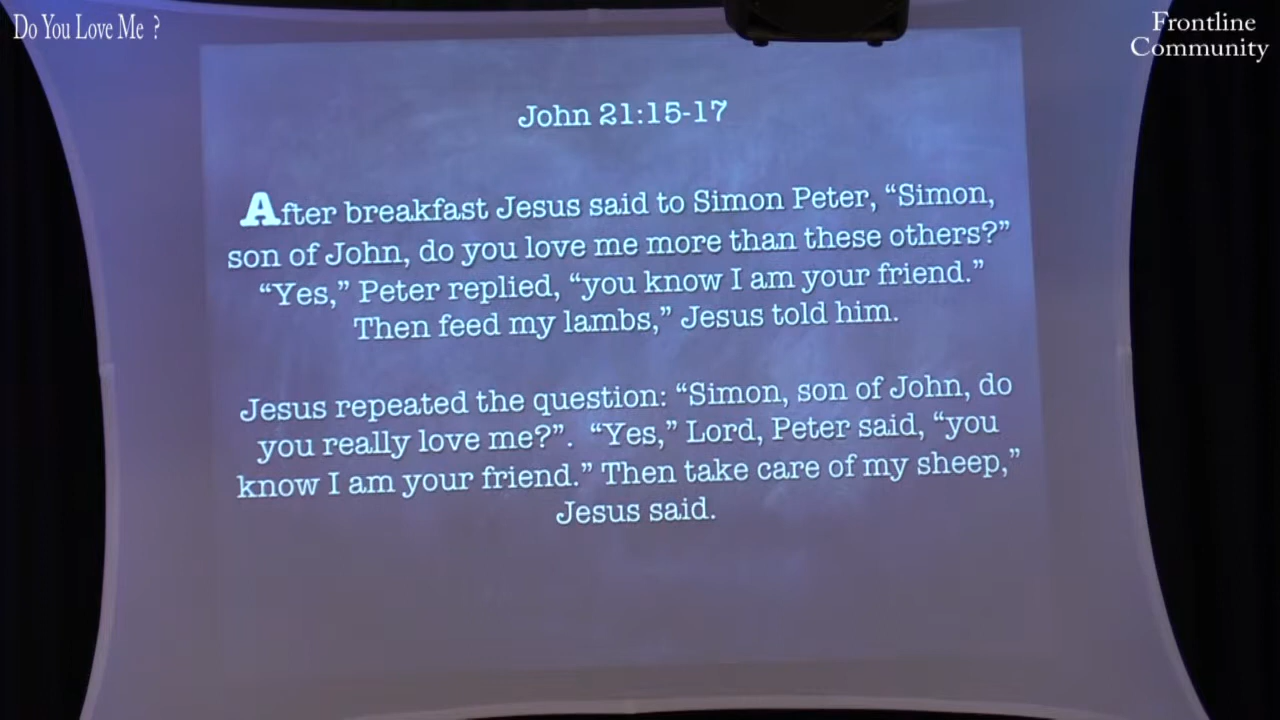 Do You Love Me ?
Frontline
Community
John 21:15-17
After breakfast Jesus said to Simon Peter, “Simon,
son of John, do you love me more than these others?”
“Yes,” Peter replied, “you know I am your friend.”
Then feed my lambs,” Jesus told him.
Jesus repeated the question: “Simon, son of John, do
you really love me?”. “Yes,” Lord, Peter said, “you
know I am your friend.” Then take care of my sheep,”
Jesus said.